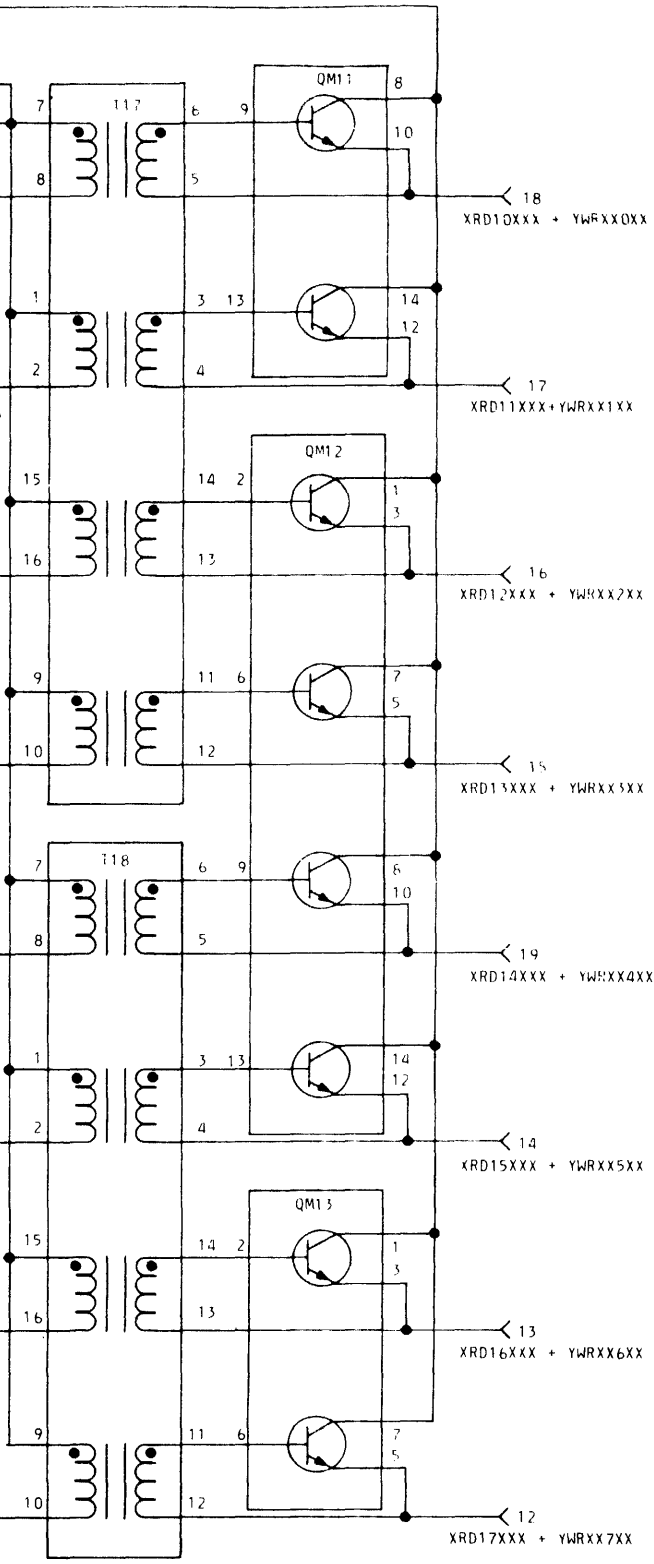 QM11
7 T17 6 9 8
10
8 5
18
XRD10XXX + YWRXX0XX
1 3 13 14
12
2 4
17
XRD11XXX+YWRXX1XX
QM12
15 14 2 1
3
16 13
16
XRD12XXX + YWRXX2XX
9 11 6 7
5
10 12
15
XRD13XXX + YWRXX3XX
7 T18 6 9 8
10
8 5
19
XRD14XXX + YWRXX4XX
1 3 13 14
12
2 4
14
XRD15XXX + YWRXX5XX
QM13
15 14 2 1
3
16 13
13
XRD16XXX + YWRXX6XX
9 11 6 7
5
10 12
12
XRD17XXX + YWRXX7XX